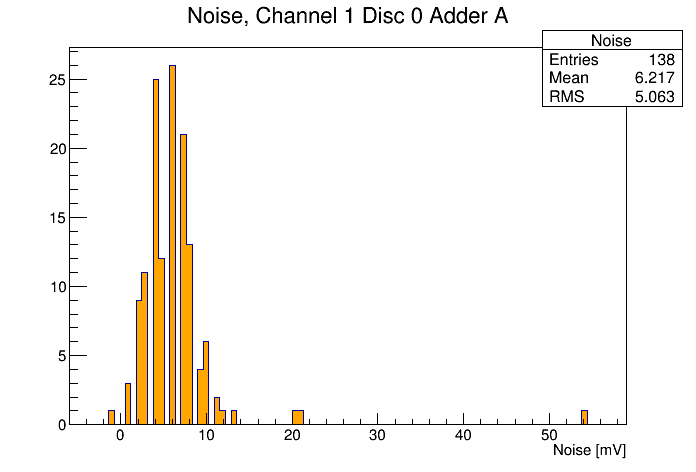 Noise, Channel 1 Disc 0 Adder A
Noise
Entries 138
Mean 6.217
RMS 5.063
25
20
15
10
5
0
0 10 20 30 40 50
Noise [mV]